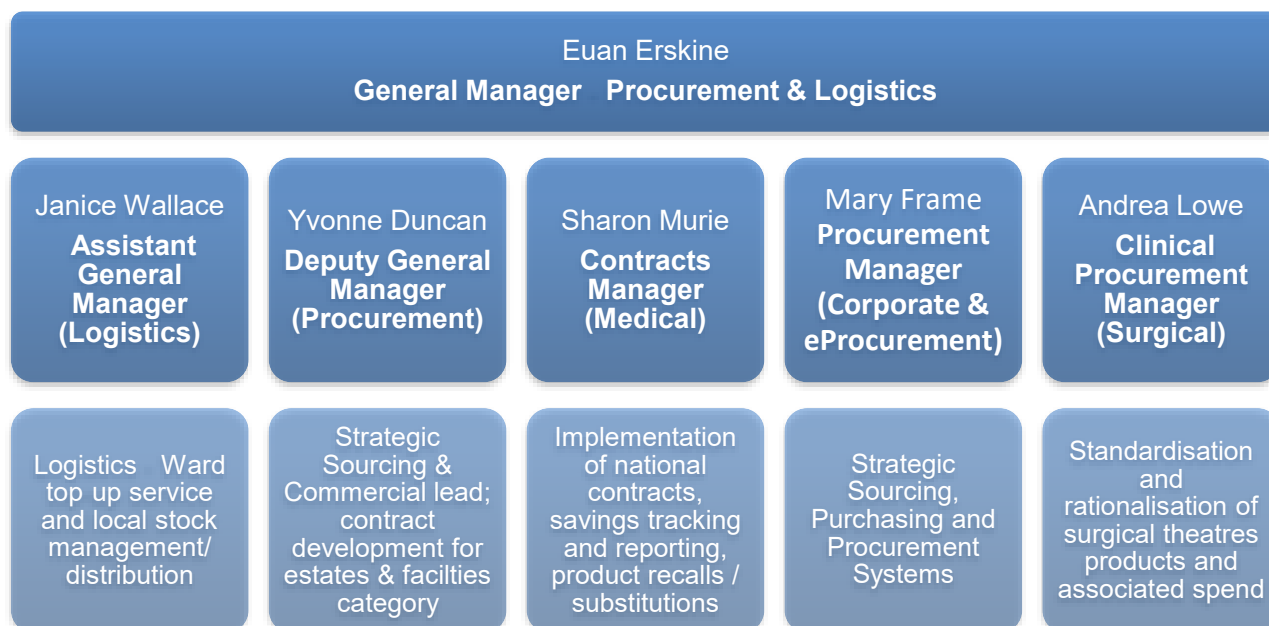 Euan Erskine
General Manager Procurement & Logistics
Janice Wallace
Assistant
General
Manager
(Logistics)
Yvonne Duncan
Deputy General
Manager
(Procurement)
Sharon Murie
Contracts
Manager
(Medical)
Mary Frame
Procurement
Manager
(Corporate &
eProcurement)
Andrea Lowe
Clinical
Procurement
Manager
(Surgical)
Logistics Ward
top up service
and local stock
management/
distribution
Strategic
Sourcing &
Commercial lead;
contract
development for
estates & facilties
category
Implementation
of national
contracts,
savings tracking
and reporting,
product recalls /
substitutions
Strategic
Sourcing,
Purchasing and
Procurement
Systems
Standardisation
and
rationalisation of
surgical theatres
products and
associated spend